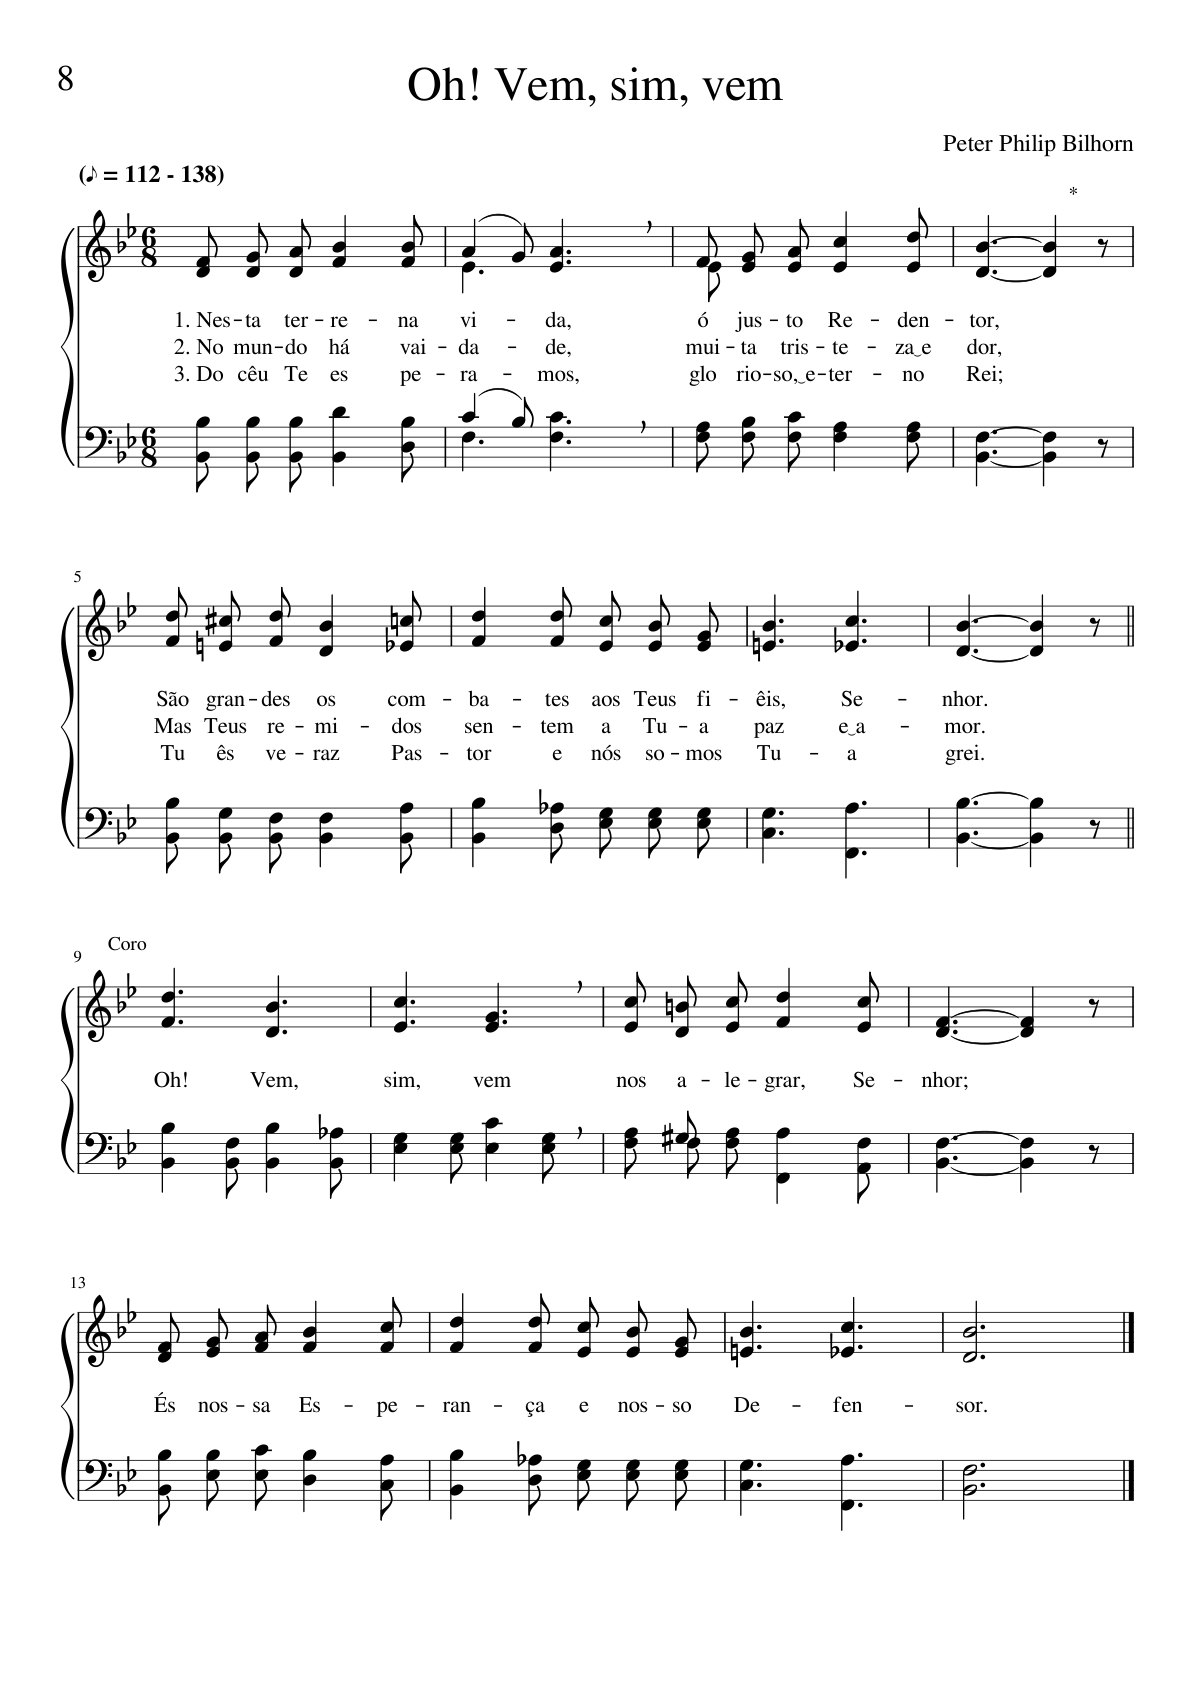 8
Oh! Vem, sim, vem
Peter Philip Bilhorn
(♪ = 112 - 138)
*
6 8
1. Nes - ta ter - re - na vi - da, ó jus - to Re - den - tor,
2. No mun - do há vai - da - de, mui - ta tris - te - za‿e dor,
3. Do cêu Te es pe - ra - mos, glo rio - so,‿e - ter - no Rei;
6 8
5
São gran - des os com - ba - tes aos Teus fi - êis, Se - nhor.
Mas Teus re - mi - dos sen - tem a Tu - a paz e‿a - mor.
Tu ês ve - raz Pas - tor e nós so - mos Tu - a grei.
Coro
9
Oh! Vem, sim, vem nos a - le - grar, Se - nhor;
13
És nos - sa Es - pe - ran - ça e nos - so De - fen - sor.